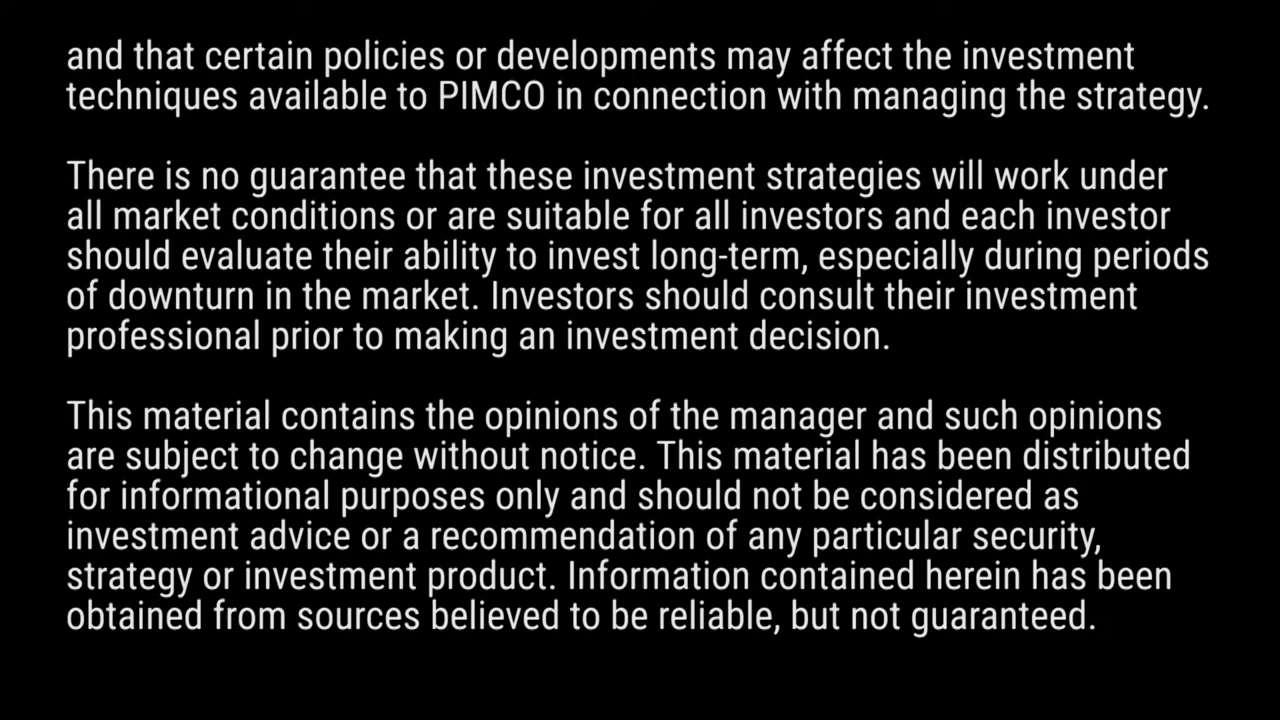 and that certain policies or developments may affect the investment
techniques available to PIMCO in connection with managing the strategy.
There is no guarantee that these investment strategies will work under
all market conditions or are suitable for all investors and each investor
should evaluate their ability to invest long-term, especially during periods
of downturn in the market. Investors should consult their investment
professional prior to making an investment decision.
This material contains the opinions of the manager and such opinions
are subject to change without notice. This material has been distributed
for informational purposes only and should not be considered as
investment advice or a recommendation of any particular security,
strategy or investment product. Information contained herein has been
obtained from sources believed to be reliable, but not guaranteed.